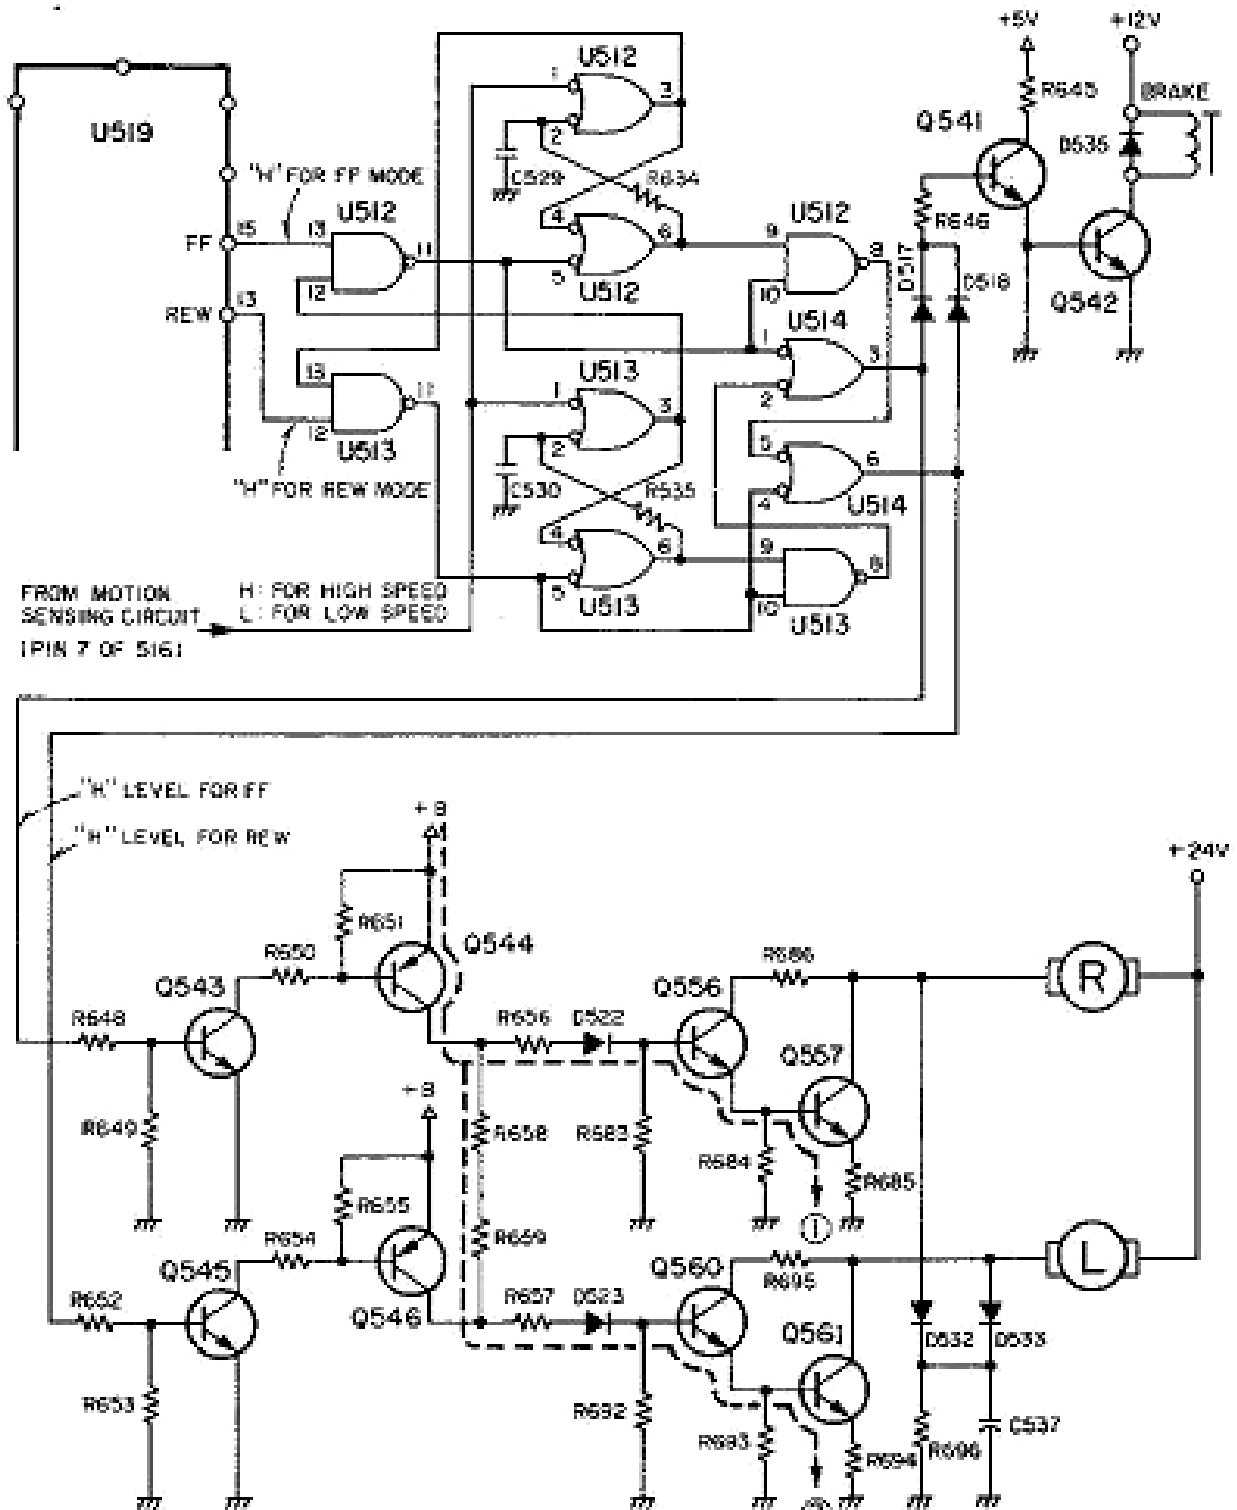 U519
"H" FOR FF MODE
FF
15
13
12
U512
11
REW
13
13
12
U513
11
"H" FOR REW MODE
U512
1
2
3
C529
R634
4
5
6
U512
U513
1
2
3
C530
R535
4
5
6
U513
U512
9
10
8
U514
1
2
3
5
4
6
U514
9
10
8
U513
+5V
+12V
R645
BRAKE
Q541
D535
R646
D517
D518
Q542
FROM MOTION
SENSING CIRCUIT
(PIN 7 OF 516)
H: FOR HIGH SPEED
L: FOR LOW SPEED
"H" LEVEL FOR FF
"H" LEVEL FOR REW
+B
+24V
R651
Q544
R650
Q543
R648
R649
R656
D522
Q556
R686
R
Q557
+B
R658
R683
R684
R685
①
R655
R659
R654
Q545
R652
Q546
R657
D523
Q560
R695
L
Q561
D532
D533
R653
R692
R693
R694
R696
C537